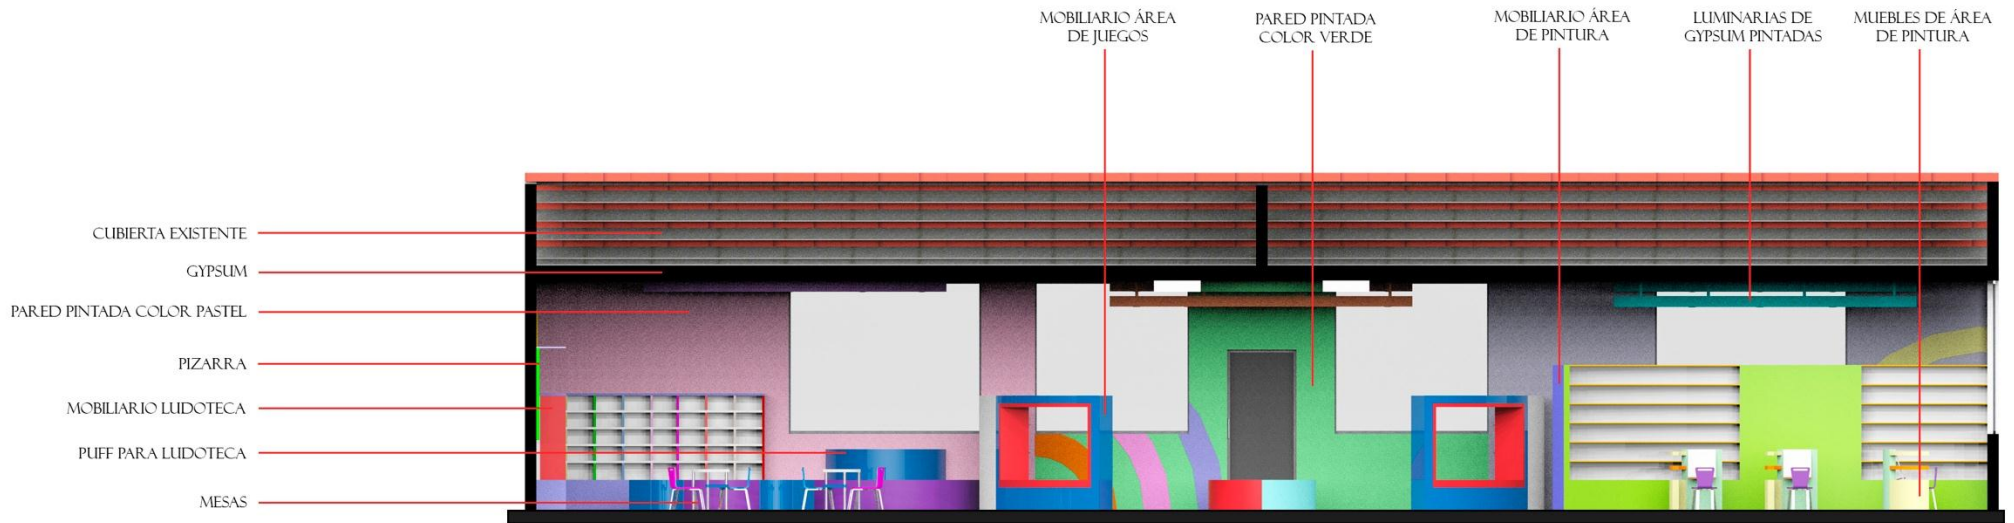 MOBILIARIO ÁREA
DE JUEGOS
PARED PINTADA
COLOR VERDE
MOBILIARIO ÁREA
DE PINTURA
LUMINARIAS DE
GYPSUM PINTADAS
MUEBLES DE ÁREA
DE PINTURA
CUBIERTA EXISTENTE
GYPSUM
PARED PINTADA COLOR PASTEL
PIZARRA
MOBILIARIO LUDOTECA
PUFF PARA LUDOTECA
MESAS